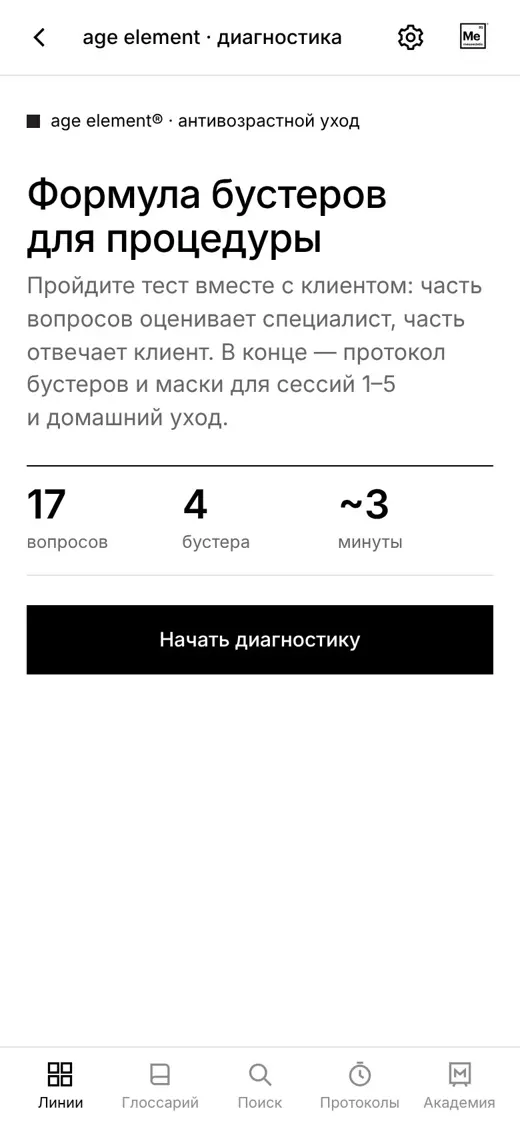 age element · диагностика
Me
age element® · антивозрастной уход
Формула бустеров
для процедуры
Пройдите тест вместе с клиентом: часть
вопросов оценивает специалист, часть
отвечает клиент. В конце — протокол
бустеров и маски для сессий 1–5
и домашний уход.
17
вопросов
4
бустера
~3
минуты
Начать диагностику
Линии
Глоссарий
Поиск
Протоколы
Академия